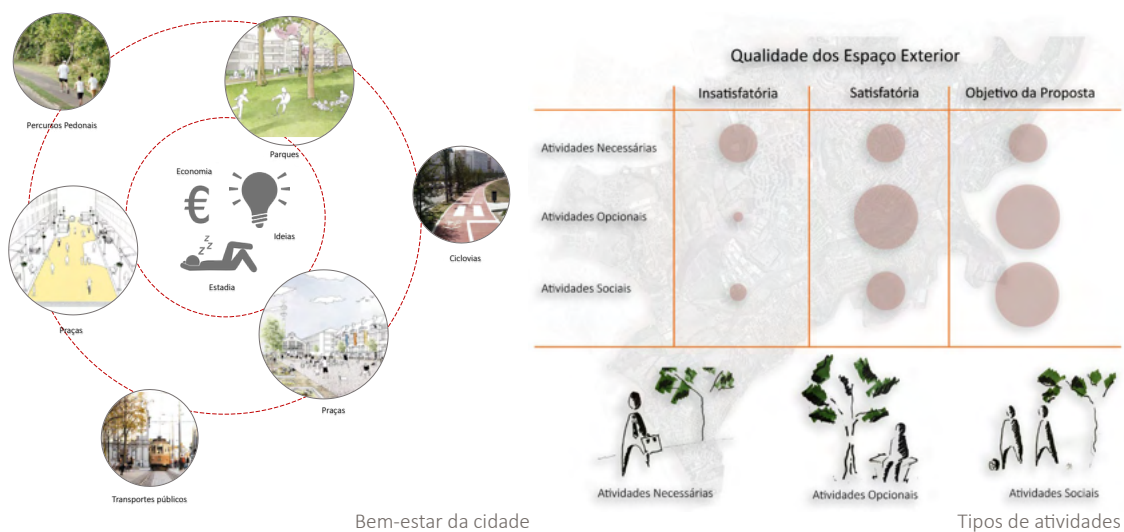 Percursos Pedonais
Parques
Economia
€
Ideias
zzz
Estadia
Ciclovias
Praças
Praças
Transportes públicos
Bem-estar da cidade
Qualidade dos Espaço Exterior
Insatisfatória
Satisfatória
Objetivo da Proposta
Atividades Necessárias
Atividades Opcionais
Atividades Sociais
Atividades Necessárias
Atividades Opcionais
Atividades Sociais
Tipos de atividades